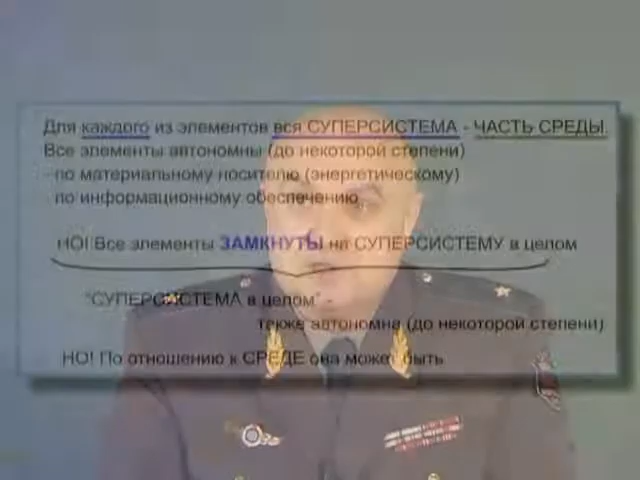 Для каждого из элементов вся СУПЕРСИСТЕМА - ЧАСТЬ СРЕДЫ.
Все элементы автономны (до некоторой степени)
- по материальному носителю (энергетическому)
- по информационному обеспечению
НО! Все элементы ЗАМКНУТЫ на СУПЕРСИСТЕМУ в целом
"СУПЕРСИСТЕМА в целом" -
также автономна (до некоторой степени)
НО! По отношению к СРЕДЕ она может быть